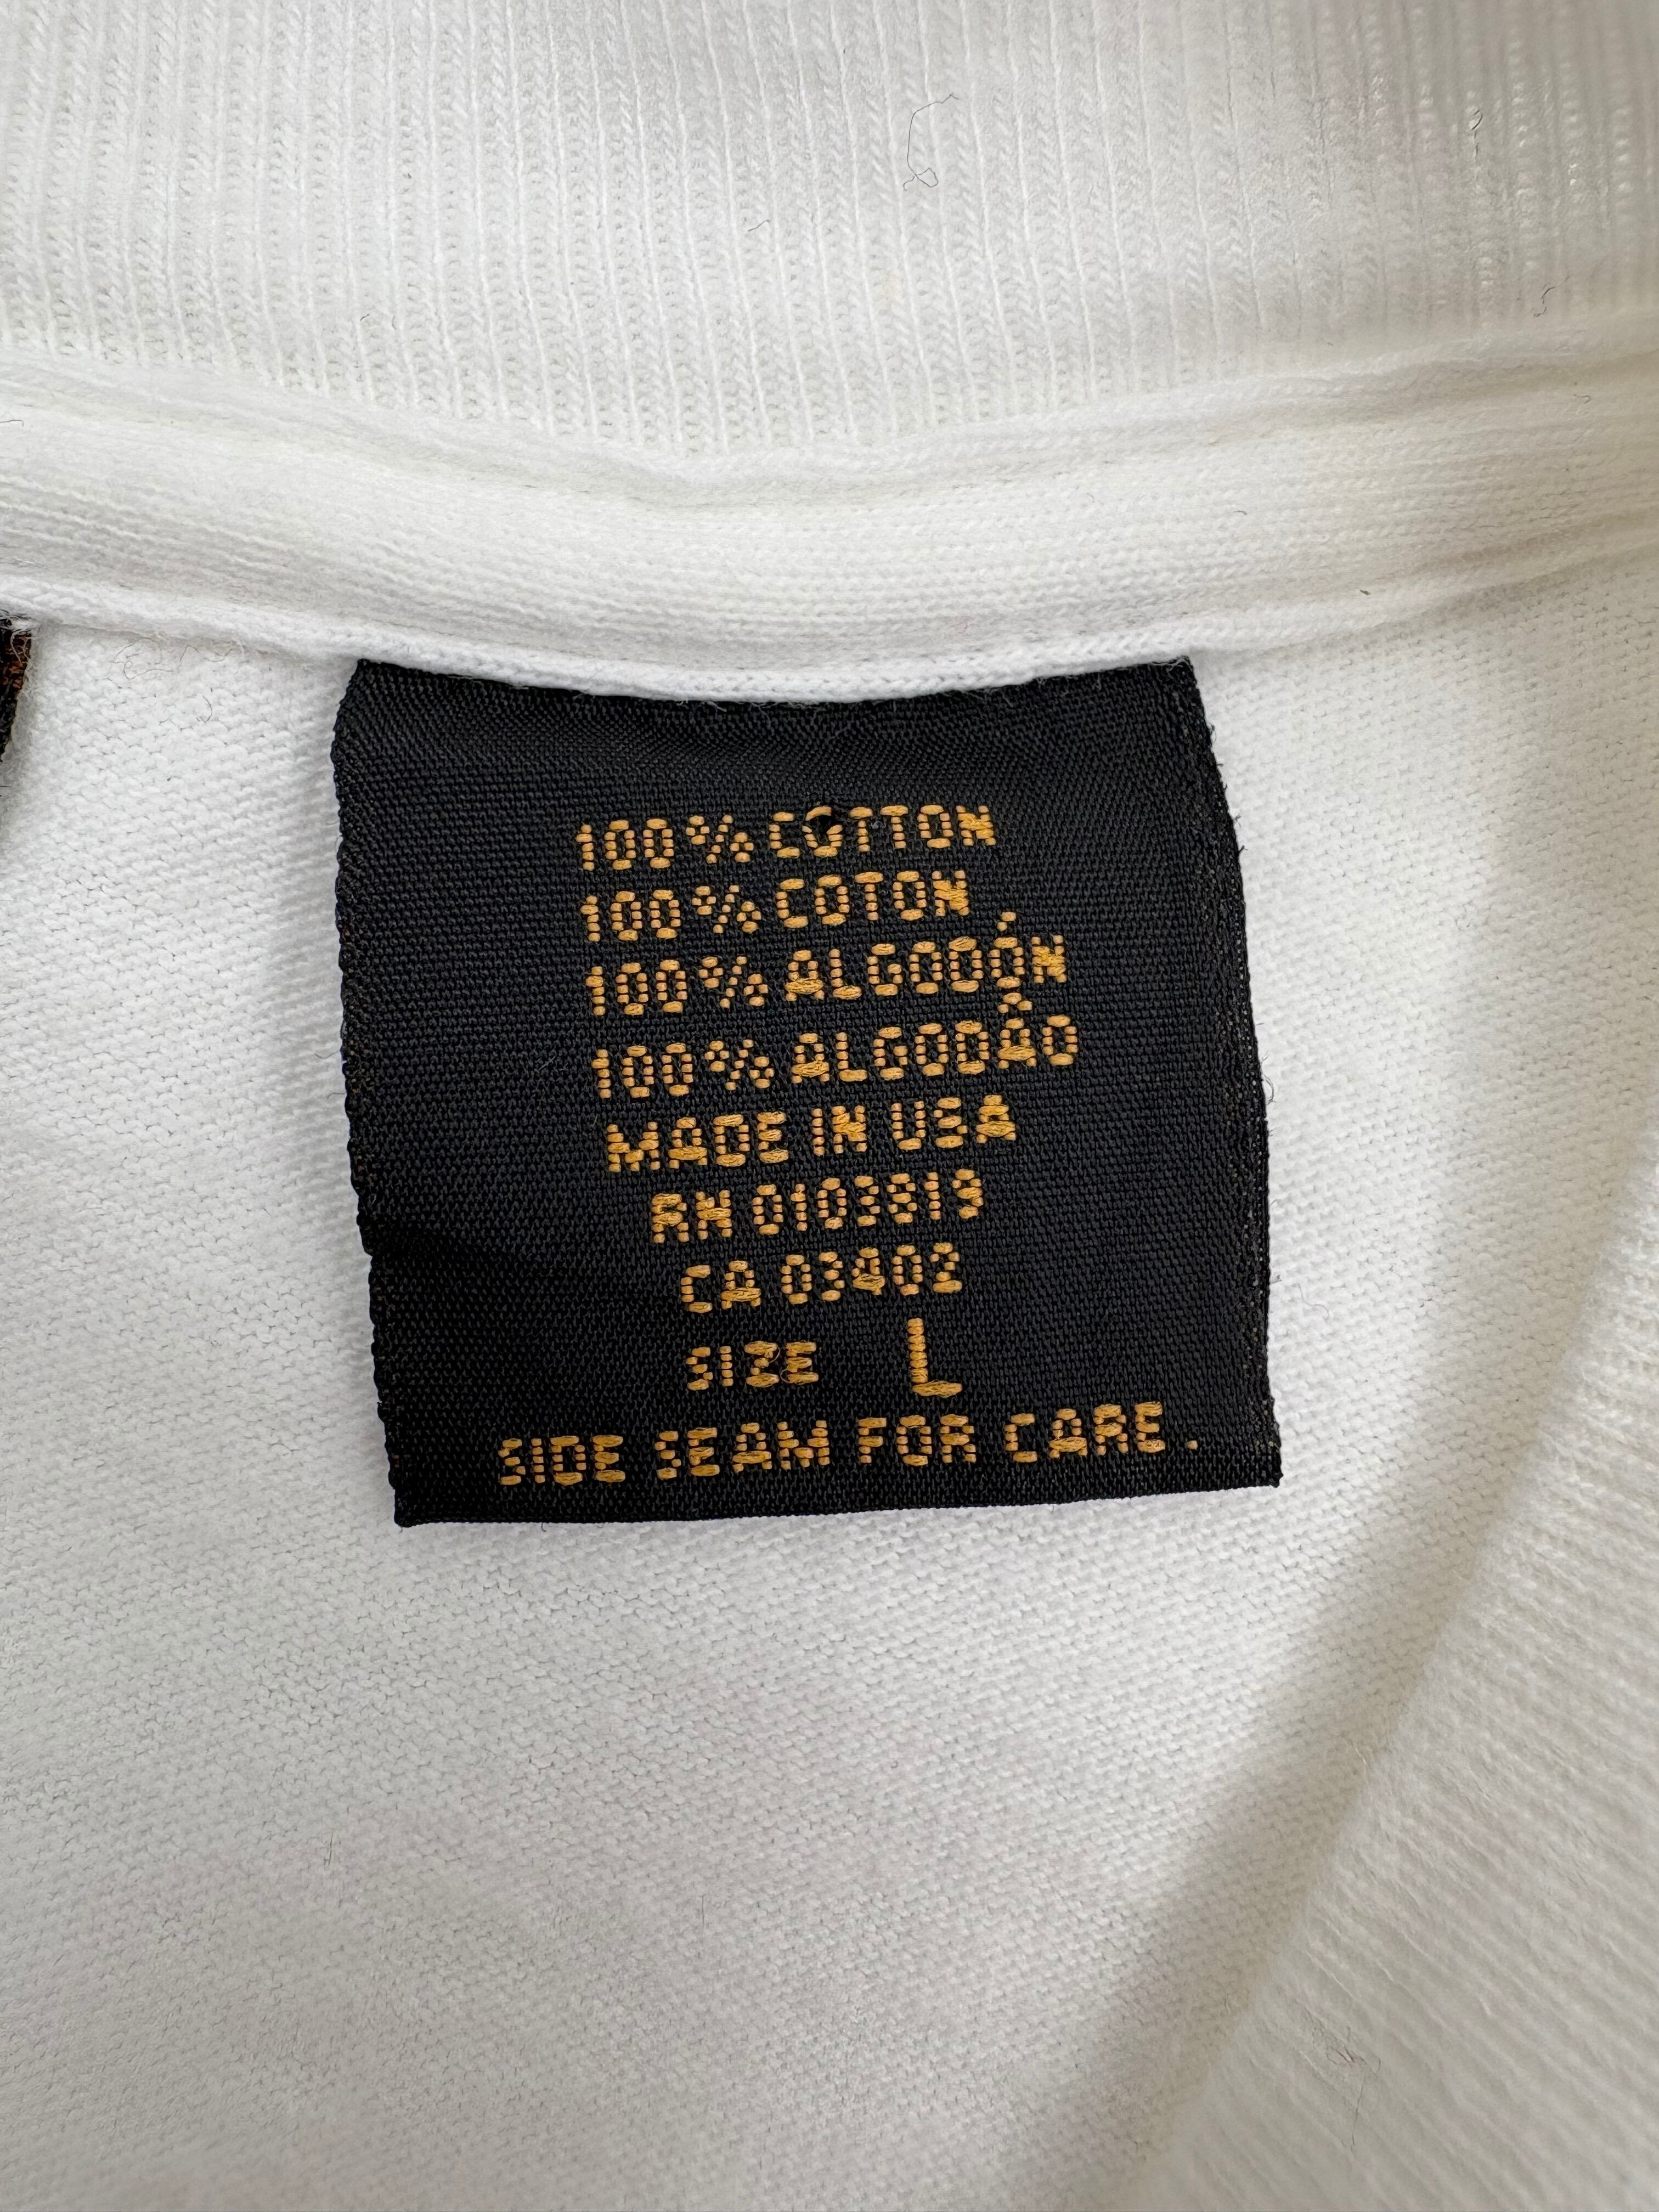 100% COTTON
100% COTON
100% ALGODÓN
100% ALGODÃO
MADE IN USA
RN 0103819
CA 03402
SIZE L
SIDE SEAM FOR CARE.